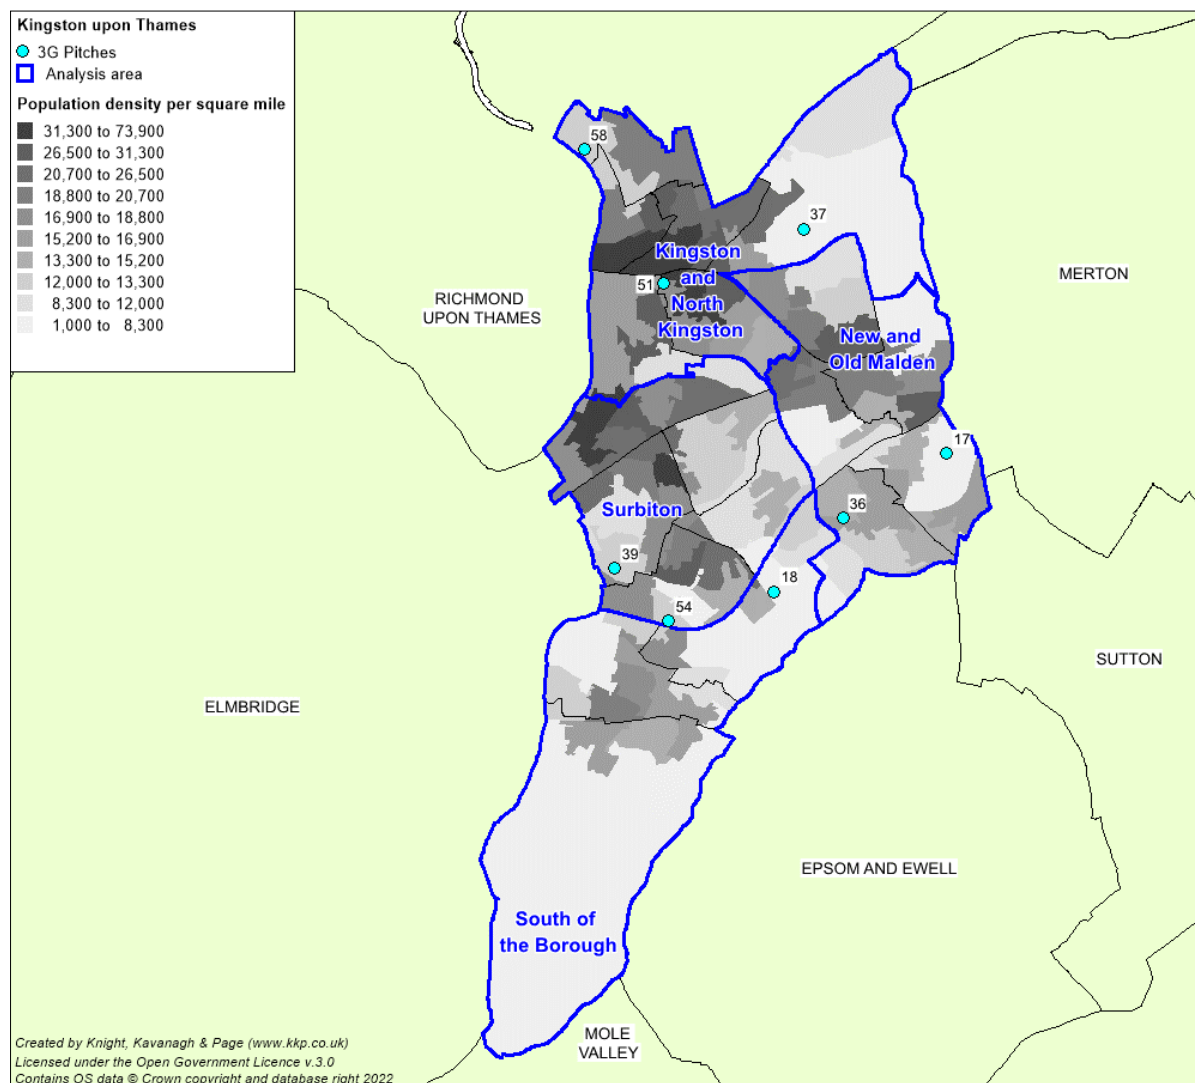 Kingston upon Thames
3G Pitches
Analysis area
Population density per square mile
31,300 to 73,900
26,500 to 31,300
20,700 to 26,500
18,800 to 20,700
16,900 to 18,800
15,200 to 16,900
13,300 to 15,200
12,000 to 13,300
8,300 to 12,000
1,000 to 8,300
58
37
Kingston
and
North
Kingston
51
MERTON
RICHMOND
UPON THAMES
New and
Old Malden
17
36
Surbiton
39
18
54
SUTTON
ELMBRIDGE
EPSOM AND EWELL
South of
the Borough
MOLE
VALLEY
Created by Knight, Kavanagh & Page (www.kkp.co.uk)
Licensed under the Open Government Licence v.3.0
Contains OS data © Crown copyright and database right 2022